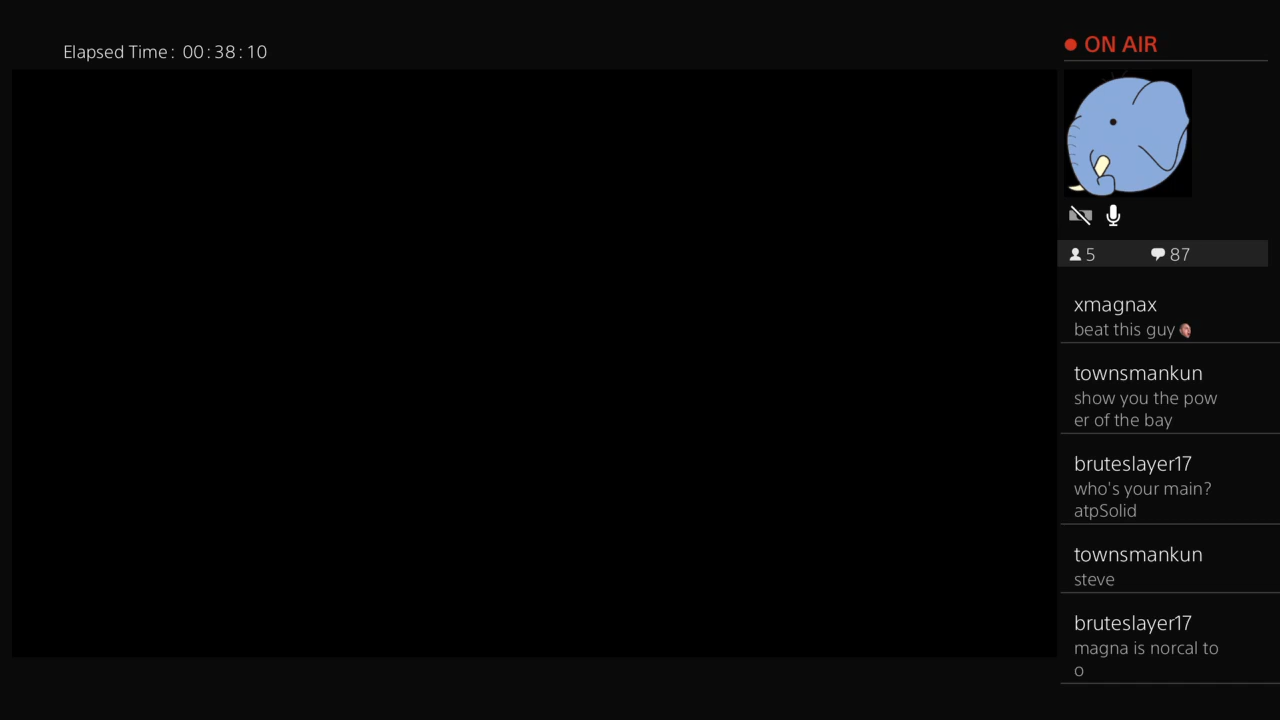 Elapsed Time: 00:38:10
ON AIR
5 87
xmagnax
beat this guy
townsmankun
show you the pow
er of the bay
bruteslayer17
who's your main?
atpSolid
townsmankun
steve
bruteslayer17
magna is norcal to
o